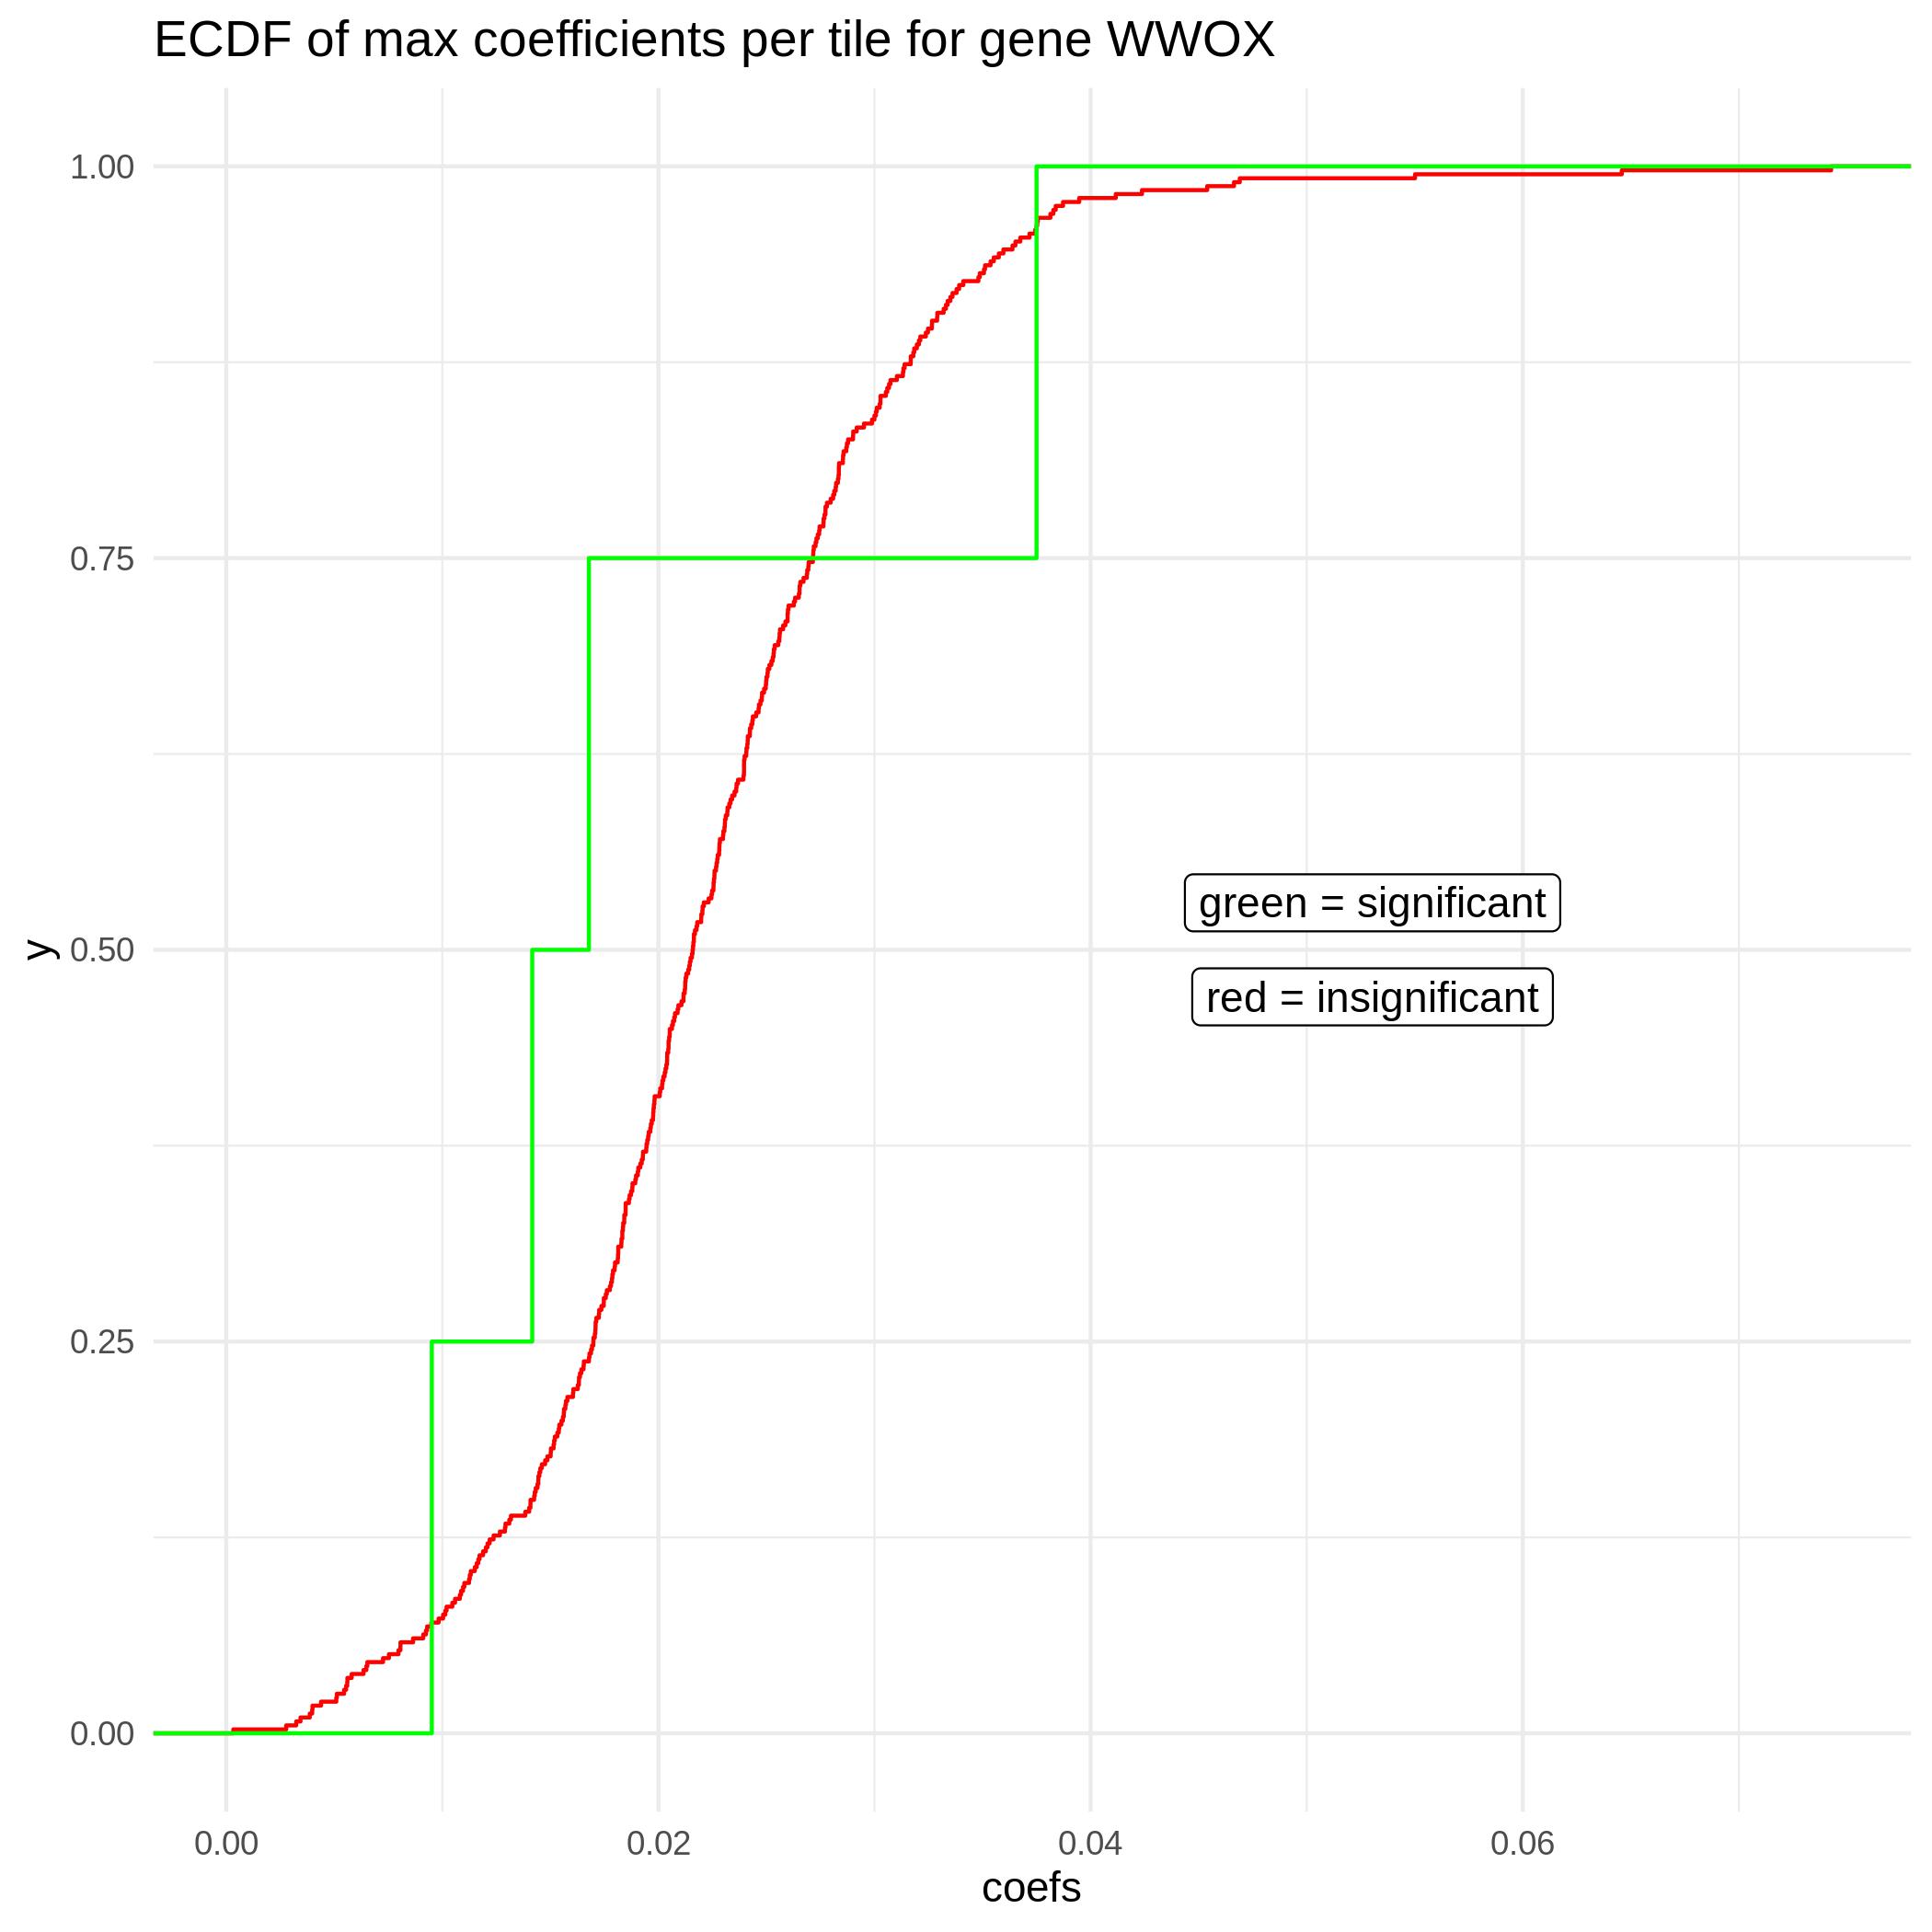 ECDF of max coefficients per tile for gene WWOX
1.00
0.75
0.50
0.25
0.00
y
green = significant
red = insignificant
0.00 0.02 0.04 0.06
coefs